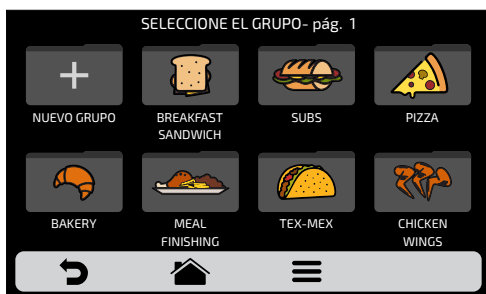 SELECCIONE EL GRUPO- pág. 1
NUEVO GRUPO
BREAKFAST
SANDWICH
SUBS
PIZZA
BAKERY
MEAL
FINISHING
TEX-MEX
CHICKEN
WINGS